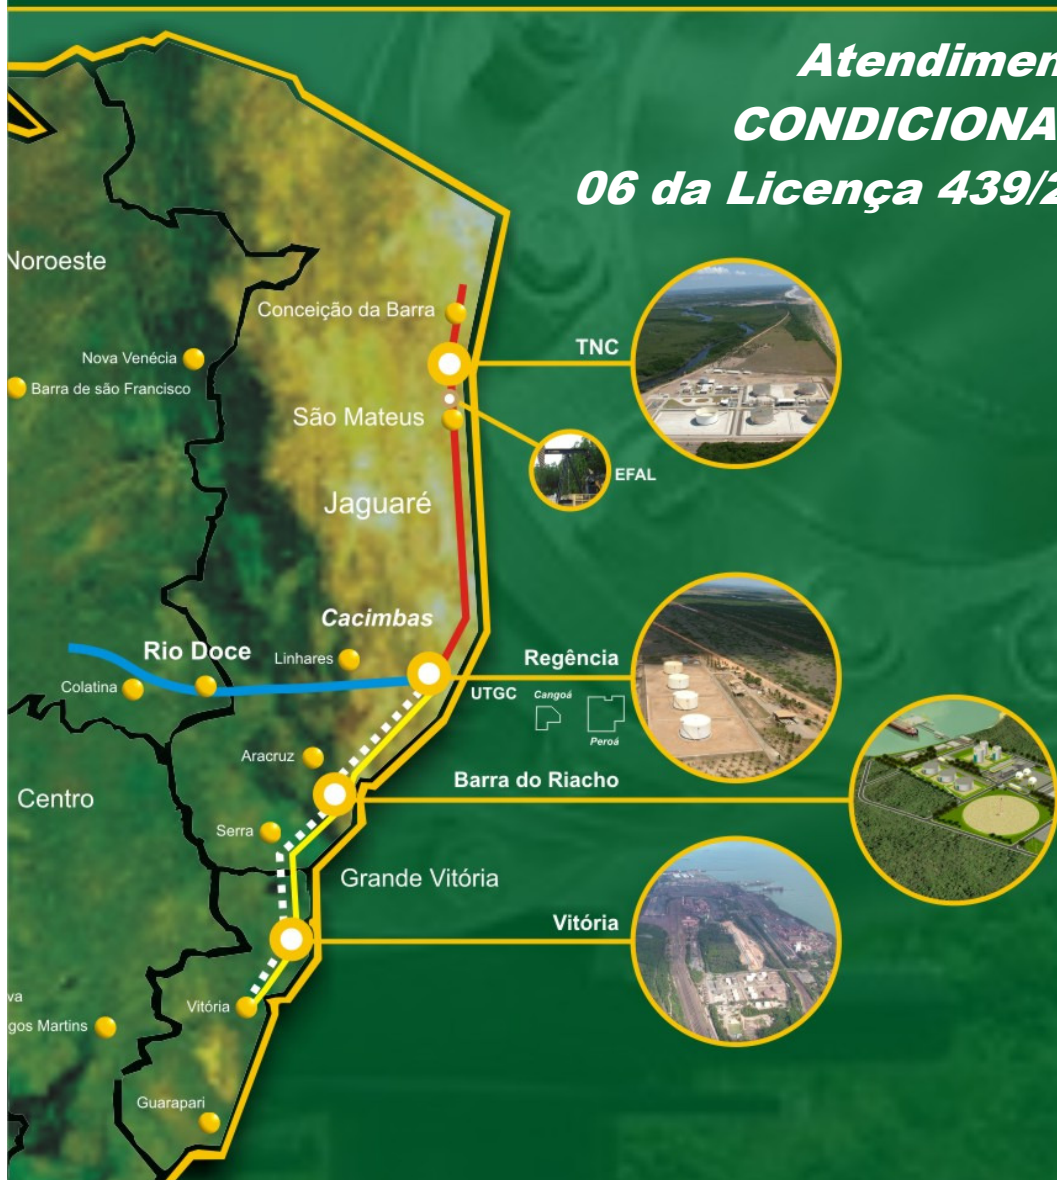 Atendimen
CONDICIONA
06 da Licença 439/2
Noroeste
Conceição da Barra
TNC
Nova Venécia
Barra de são Francisco
São Mateus
EFAL
Jaguaré
Cacimbas
Rio Doce
Linhares
Regência
Colatina
UTGC
Cangoá
Peroá
Aracruz
Barra do Riacho
Centro
Serra
Grande Vitória
Vitória
va
Vitória
gos Martins
Guarapari